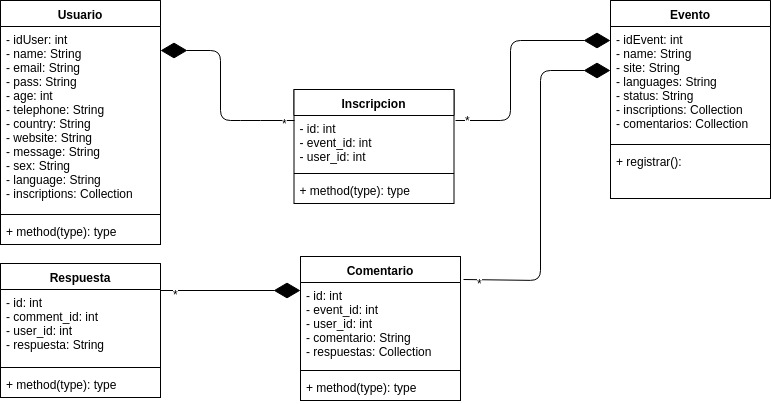 Usuario
- idUser: int
- name: String
- email: String
- pass: String
- age: int
- telephone: String
- country: String
- website: String
- message: String
- sex: String
- language: String
- inscriptions: Collection
+ method(type): type
*
Inscripcion
- id: int
- event_id: int
- user_id: int
+ method(type): type
*
Evento
- idEvent: int
- name: String
- site: String
- languages: String
- status: String
- inscriptions: Collection
- comentarios: Collection
+ registrar():
Respuesta
- id: int
- comment_id: int
- user_id: int
- respuesta: String
+ method(type): type
*
Comentario
- id: int
- event_id: int
- user_id: int
- comentario: String
- respuestas: Collection
+ method(type): type
*